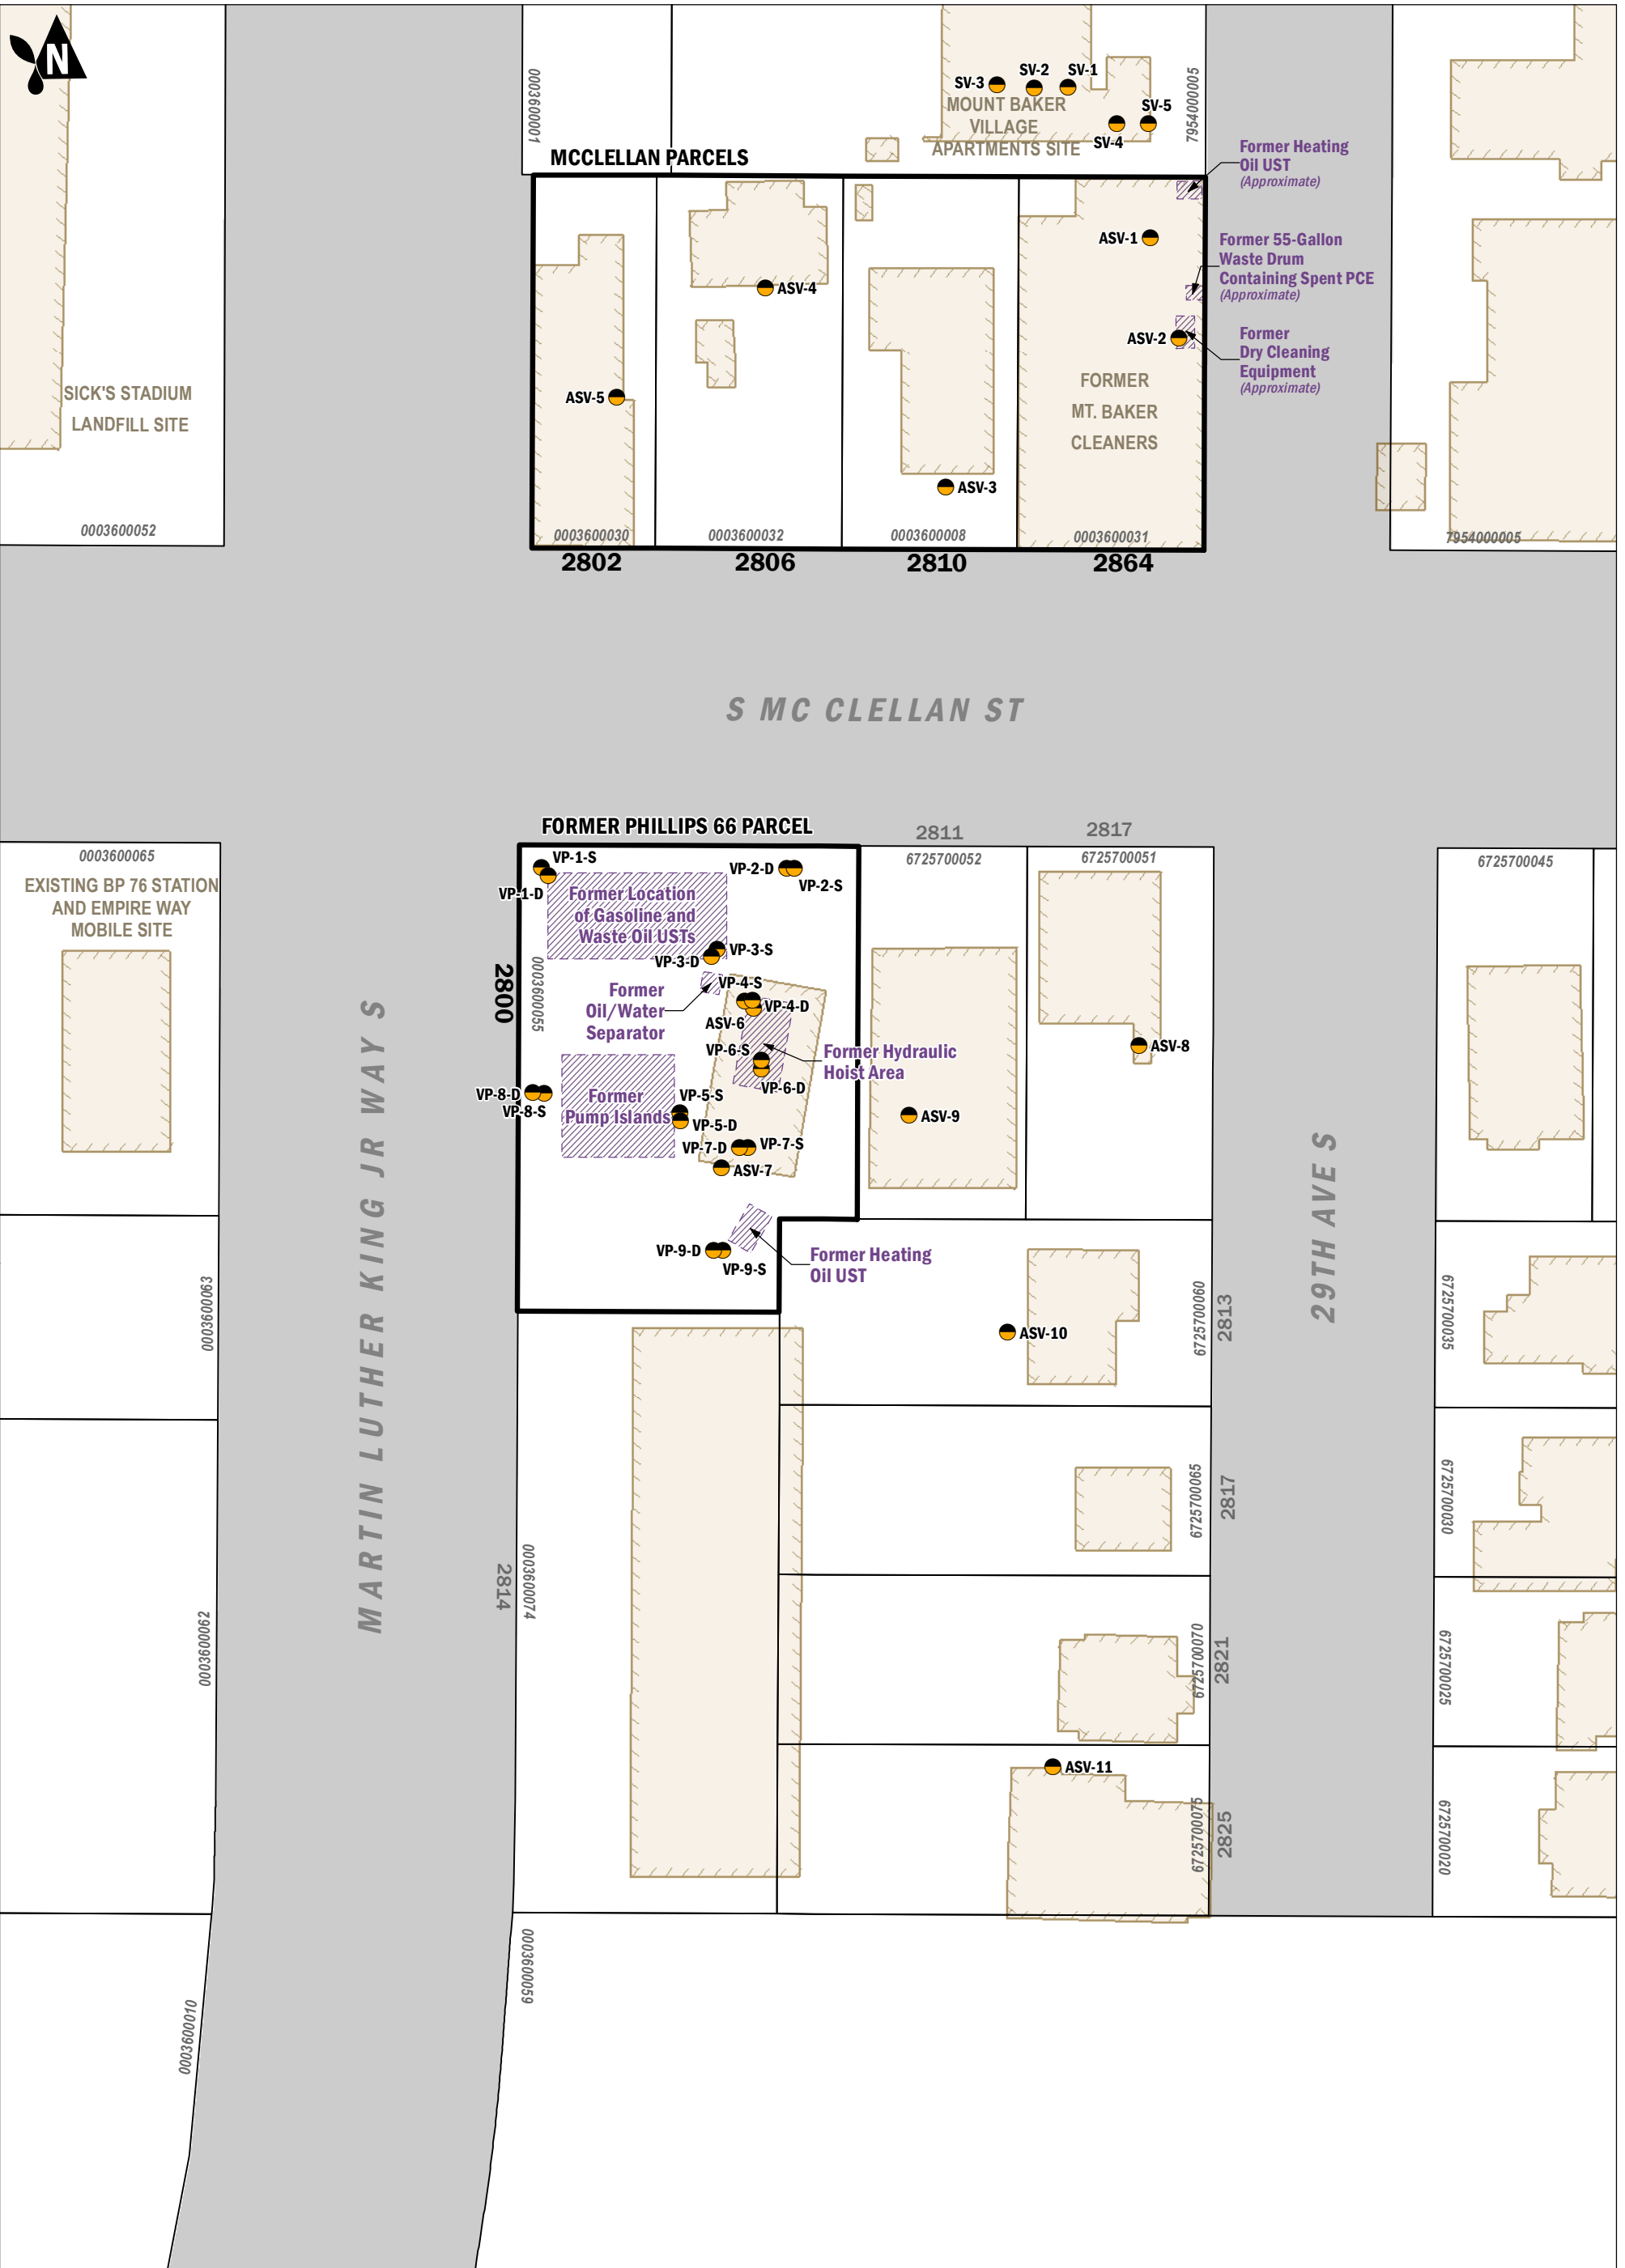 N
0003600001
SV-3
SV-2
SV-1
MOUNT BAKER
VILLAGE
APARTMENTS SITE
SV-5
SV-4
7954000005
MCCLELLAN PARCELS
Former Heating
Oil UST
(Approximate)
ASV-1
Former 55-Gallon
Waste Drum
Containing Spent PCE
(Approximate)
ASV-4
ASV-2
Former
Dry Cleaning
Equipment
(Approximate)
SICK'S STADIUM
LANDFILL SITE
ASV-5
FORMER
MT. BAKER
CLEANERS
ASV-3
0003600052
0003600030
0003600032
0003600008
0003600031
7954000005
2802
2806
2810
2864
S MC CLELLAN ST
FORMER PHILLIPS 66 PARCEL
2811
2817
0003600065
EXISTING BP 76 STATION
AND EMPIRE WAY
MOBILE SITE
VP-1-S
VP-1-D
VP-2-D
VP-2-S
6725700052
6725700051
6725700045
Former Location
of Gasoline and
Waste Oil USTs
VP-3-S
VP-3-D
2800
0003600055
Former
Oil/Water
Separator
VP-4-S
VP-4-D
ASV-6
VP-6-S
Former Hydraulic
Hoist Area
VP-6-D
ASV-8
VP-8-D
VP-8-S
Former
Pump Islands
VP-5-S
VP-5-D
ASV-9
VP-7-D
VP-7-S
ASV-7
VP-9-D
VP-9-S
Former Heating
Oil UST
MARTIN LUTHER KING JR WAY S
29TH AVE S
0003600063
ASV-10
6725700060
2813
6725700035
6725700065
2817
6725700030
2814
0003600074
0003600062
6725700070
2821
6725700025
ASV-11
6725700075
2825
6725700020
0003600059
0003600010